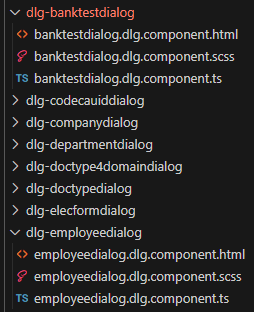 dlg-banktestdialog
banktestdialog.dlg.component.html
banktestdialog.dlg.component.scss
TS banktestdialog.dlg.component.ts
dlg-codecauiddialog
dlg-companydialog
dlg-departmentdialog
dlg-doctype4domaindialog
dlg-doctypedialog
dlg-elecformdialog
dlg-employeedialog
employeedialog.dlg.component.html
employeedialog.dlg.component.scss
TS employeedialog.dlg.component.ts